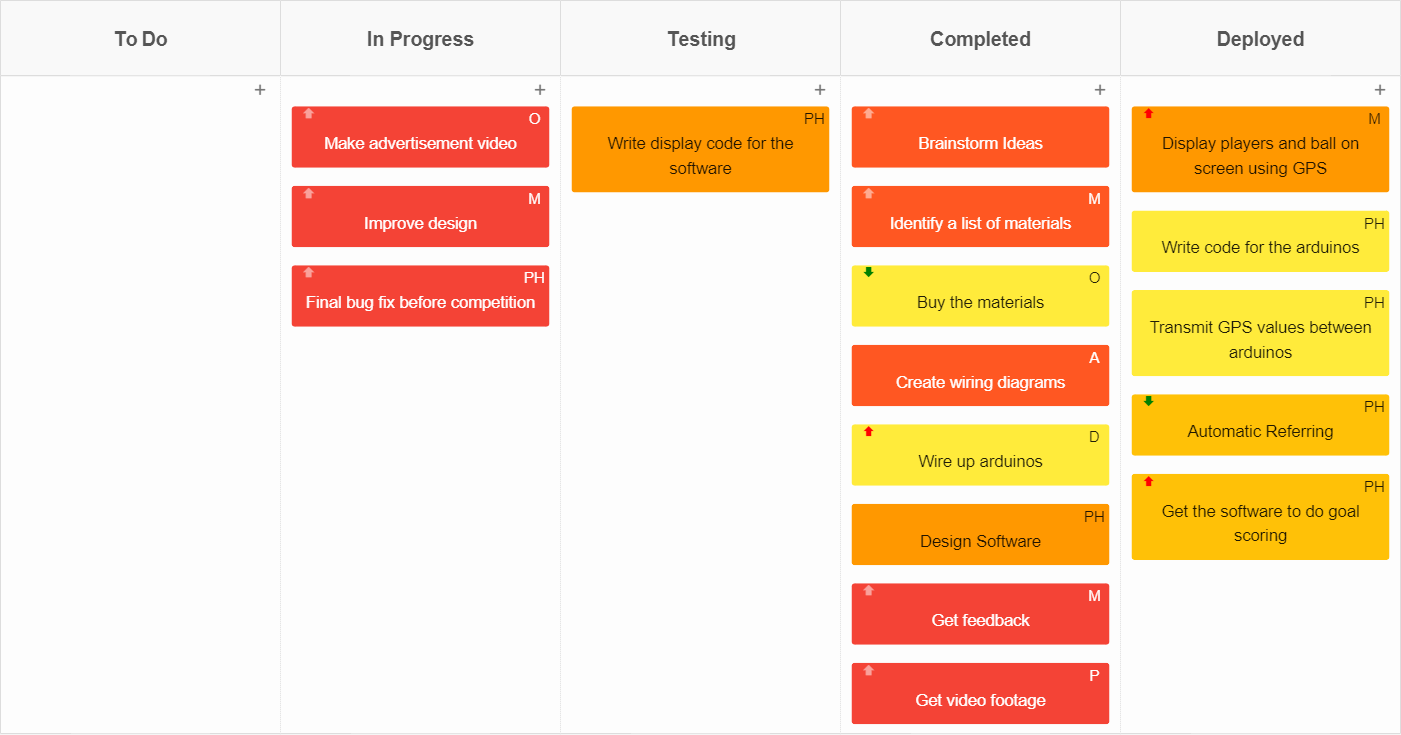 To Do
In Progress
Testing
Completed
Deployed
+
+
+
+
+
O
Make advertisement video
M
Improve design
PH
Final bug fix before competition
PH
Write display code for the
software
Brainstorm Ideas
M
Identify a list of materials
O
Buy the materials
A
Create wiring diagrams
D
Wire up arduinos
PH
Design Software
M
Get feedback
P
Get video footage
M
Display players and ball on
screen using GPS
PH
Write code for the arduinos
PH
Transmit GPS values between
arduinos
PH
Automatic Referring
PH
Get the software to do goal
scoring